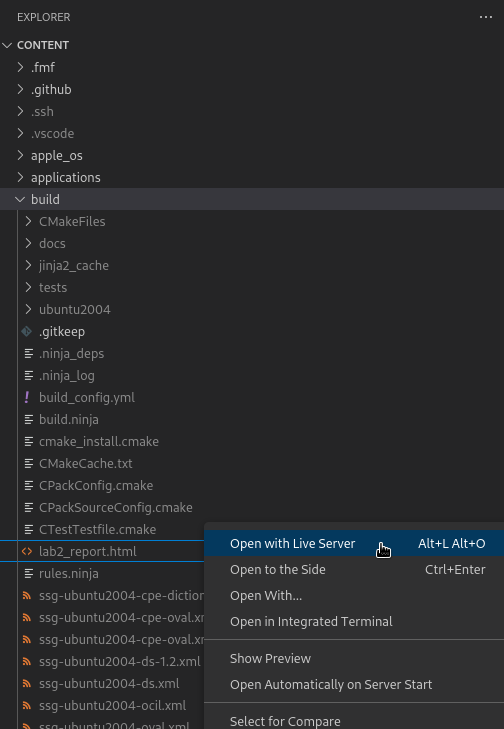 EXPLORER
CONTENT
.fmf
.github
.ssh
.vscode
apple_os
applications
build
CMakeFiles
docs
jinja2_cache
tests
ubuntu2004
.gitkeep
.ninja_deps
.ninja_log
build_config.yml
build.ninja
cmake_install.cmake
CMakeCache.txt
CPackConfig.cmake
CPackSourceConfig.cmake
CTestTestfile.cmake
lab2_report.html
rules.ninja
ssg-ubuntu2004-cpe-diction
ssg-ubuntu2004-cpe-oval.x
ssg-ubuntu2004-cpe-oval.x
ssg-ubuntu2004-ds-1.2.xml
ssg-ubuntu2004-ds.xml
ssg-ubuntu2004-ocil.xml
ssg-ubuntu2004-oval.xml
Open with Live Server Alt+L Alt+O
Open to the Side Ctrl+Enter
Open With...
Open in Integrated Terminal
Show Preview
Open Automatically on Server Start
Select for Compare